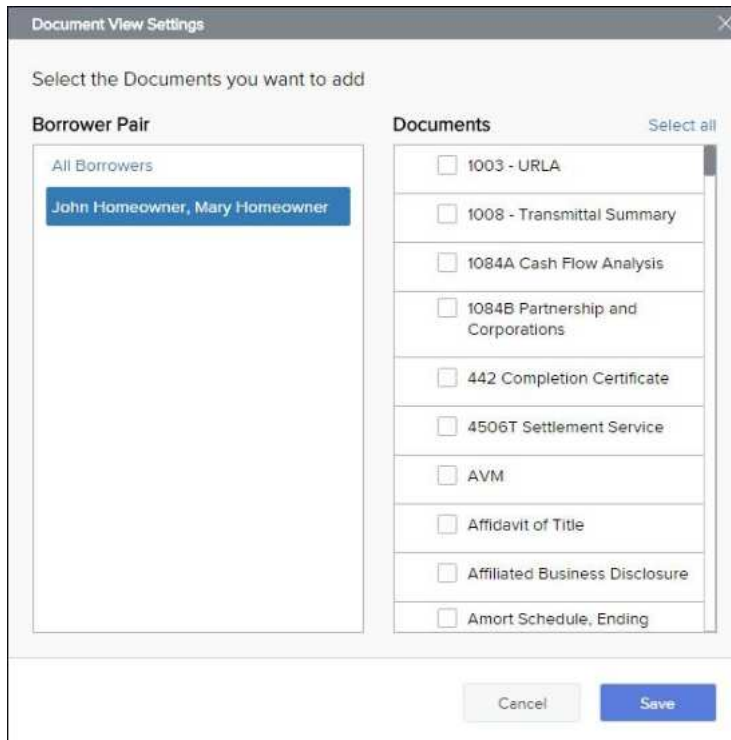 Document View Settings
Select the Documents you want to add
Borrower Pair
All Borrowers
John Homeowner, Mary Homeowner
Documents
Select all
1003 - URLA
1008 - Transmittal Summary
1084A Cash Flow Analysis
1084B Partnership and
Corporations
442 Completion Certificate
4506T Settlement Service
AVM
Affidavit of Title
Affiliated Business Disclosure
Amort Schedule, Ending
Cancel
Save